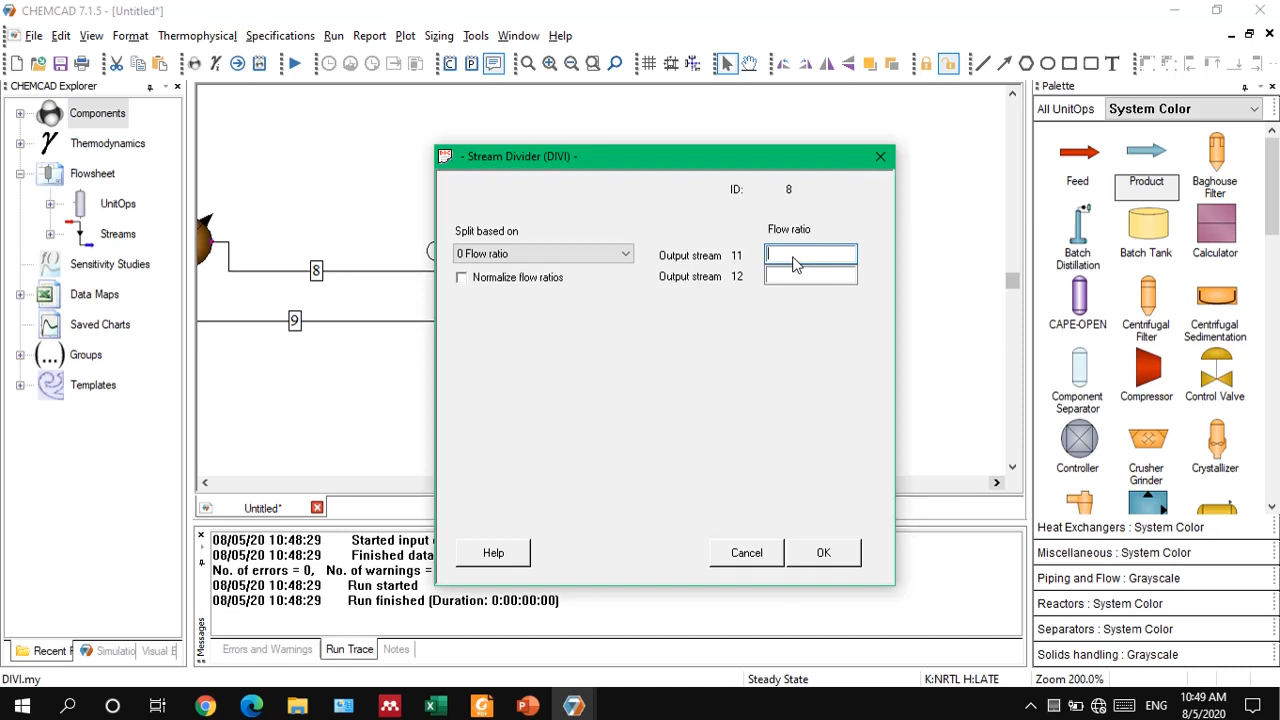 CHEMCAD 7.1.5 - [Untitled*]
File Edit View Format Thermophysical Specifications Run Report Plot Sizing Tools Window Help
CHEMCAD Explorer
Components
Thermodynamics
Flowsheet
UnitOps
Streams
Sensitivity Studies
Data Maps
Saved Charts
Groups
Templates
Simulatio
Visual E
8
9
- Stream Divider (DIVI) -
ID: 8
Split based on
0 Flow ratio
Normalize flow ratios
Flow ratio
Output stream 11
Output stream 12
Help
Cancel
OK
Untitled*
08/05/20 10:48:29 Started input
08/05/20 10:48:29 Finished data
No. of errors = 0, No. of warnings =
08/05/20 10:48:29 Run started
08/05/20 10:48:29 Run finished (Duration: 0:00:00:00)
Messages
Errors and Warnings Run Trace Notes
Palette
All UnitOps System Color
Feed
Product
Baghouse Filter
Batch Distillation
Batch Tank
Calculator
CAPE-OPEN
Centrifugal Filter
Centrifugal Sedimentation
Component Separator
Compressor
Control Valve
Controller
Crusher Grinder
Crystallizer
Heat Exchangers : System Color
Miscellaneous : System Color
Piping and Flow : Grayscale
Reactors : System Color
Separators : System Color
Solids handling : Grayscale
Recent
DIVI.my
Steady State
K:NRTL H:LATE
Zoom 200.0%
ENG
10:49 AM
8/5/2020